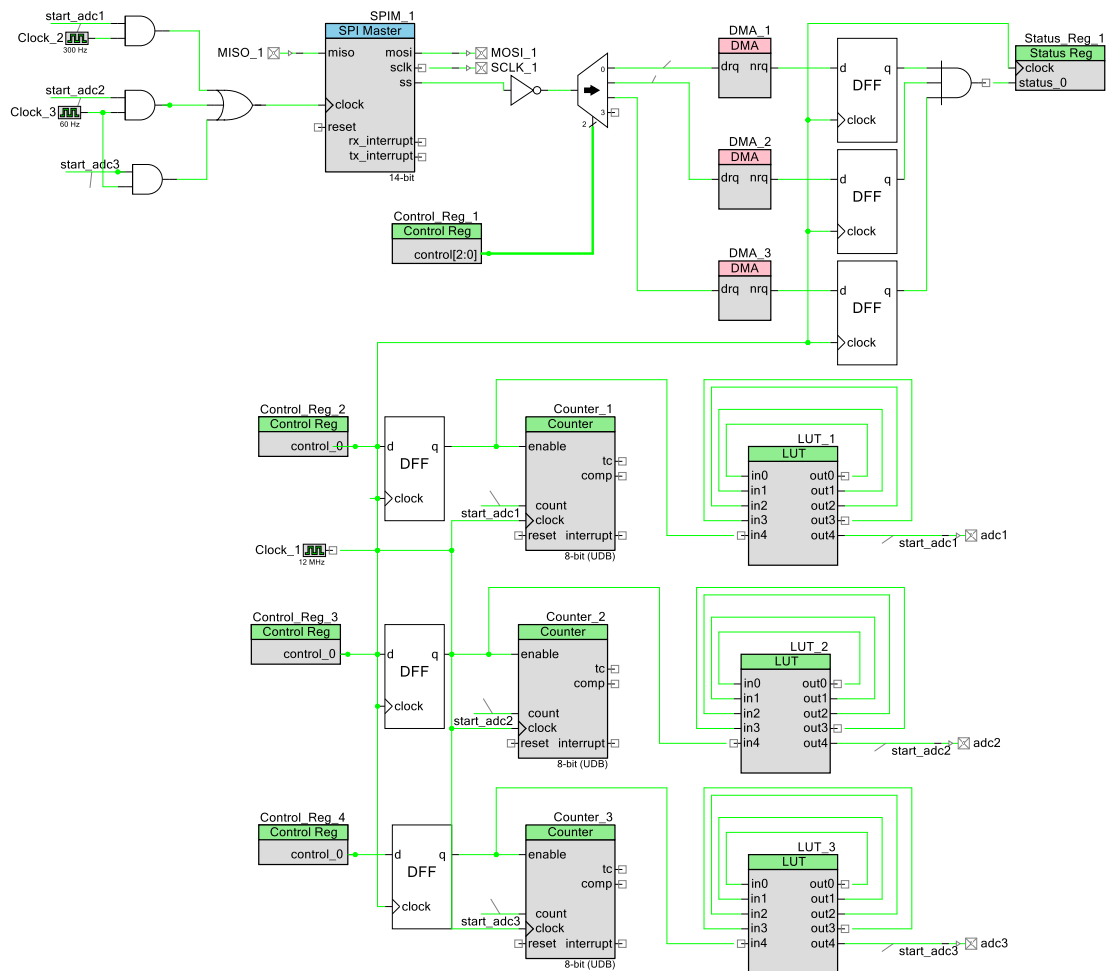 start_adc1
Clock_2
300 Hz
start_adc2
Clock_3
60 Hz
start_adc3
SPIM_1
SPI Master
MISO_1
miso
mosi
MOSI_1
sclk
SCLK_1
ss
clock
reset
rx_interrupt
tx_interrupt
14-bit
0
3
2
Control_Reg_1
Control Reg
control[2:0]
DMA_1
DMA
drq nrq
DMA_2
DMA
drq nrq
DMA_3
DMA
drq nrq
d q
DFF
clock
d q
DFF
clock
d q
DFF
clock
Status_Reg_1
Status Reg
clock
status_0
Control_Reg_2
Control Reg
control_0
d q
DFF
clock
Counter_1
Counter
enable
tc
comp
count
start_adc1
clock
reset interrupt
8-bit (UDB)
LUT_1
LUT
in0 out0
in1 out1
in2 out2
in3 out3
in4 out4
start_adc1
adc1
Clock_1
12 MHz
Control_Reg_3
Control Reg
control_0
d q
DFF
clock
Counter_2
Counter
enable
tc
comp
count
start_adc2
clock
reset interrupt
8-bit (UDB)
LUT_2
LUT
in0 out0
in1 out1
in2 out2
in3 out3
in4 out4
start_adc2
adc2
Control_Reg_4
Control Reg
control_0
d q
DFF
clock
Counter_3
Counter
enable
tc
comp
count
start_adc3
clock
reset interrupt
8-bit (UDB)
LUT_3
LUT
in0 out0
in1 out1
in2 out2
in3 out3
in4 out4
start_adc3
adc3